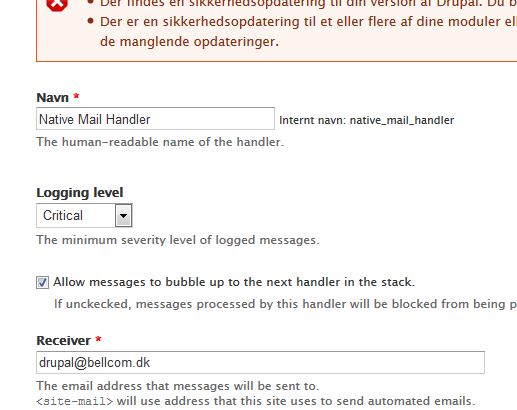 Der findes en sikkerhedsopdatering til din version af Drupal. Du b
Der er en sikkerhedsopdatering til et eller flere af dine moduler ell
de manglende opdateringer.
Navn *
Native Mail Handler Internt navn: native_mail_handler
The human-readable name of the handler.
Logging level
Critical
The minimum severity level of logged messages.
Allow messages to bubble up to the next handler in the stack.
If unckecked, messages processed by this handler will be blocked from being p
Receiver *
drupal@bellcom.dk
The email address that messages will be sent to.
<site-mail> will use address that this site uses to send automated emails.